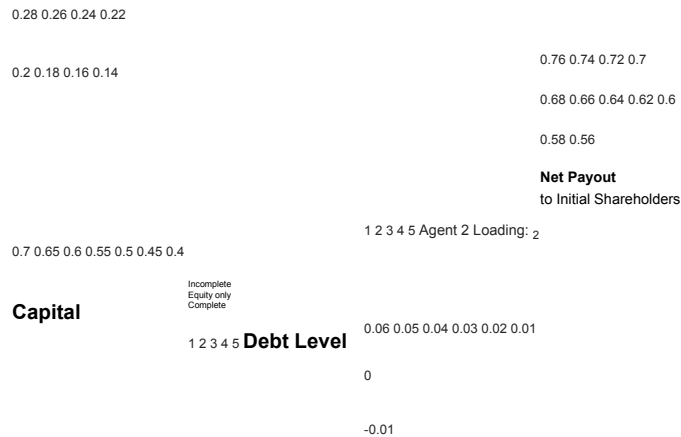 0.28 0.26 0.24 0.22
0.2 0.18 0.16 0.14
0.76 0.74 0.72 0.7
0.68 0.66 0.64 0.62 0.6
0.58 0.56
Net Payout
to Initial Shareholders
1 2 3 4 5 Agent 2 Loading: 2
0.7 0.65 0.6 0.55 0.5 0.45 0.4
Incomplete
Equity only
Complete
Capital
1 2 3 4 5 Debt Level
0.06 0.05 0.04 0.03 0.02 0.01
0
-0.01